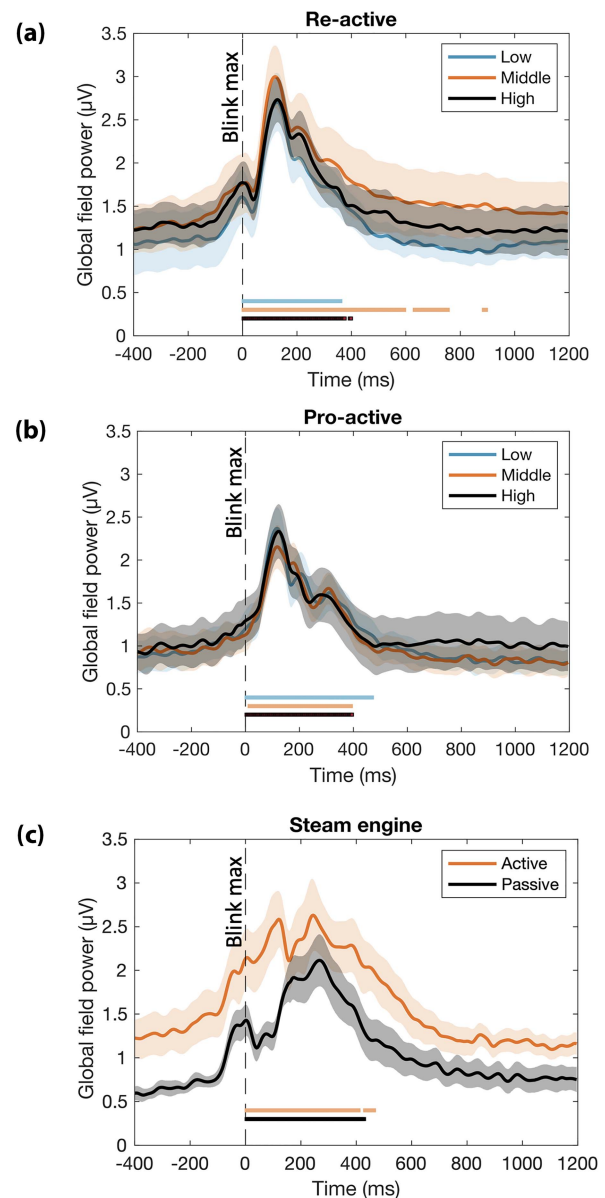 (a)
Re-active
Blink max
Low
Middle
High
Global field power (µV)
3.5
3
2.5
2
1.5
1
0.5
0
-400 -200 0 200 400 600 800 1000 1200
Time (ms)
(b)
Pro-active
Blink max
Low
Middle
High
Global field power (µV)
3.5
3
2.5
2
1.5
1
0.5
0
-400 -200 0 200 400 600 800 1000 1200
Time (ms)
(c)
Steam engine
Blink max
Active
Passive
Global field power (µV)
3.5
3
2.5
2
1.5
1
0.5
0
-400 -200 0 200 400 600 800 1000 1200
Time (ms)